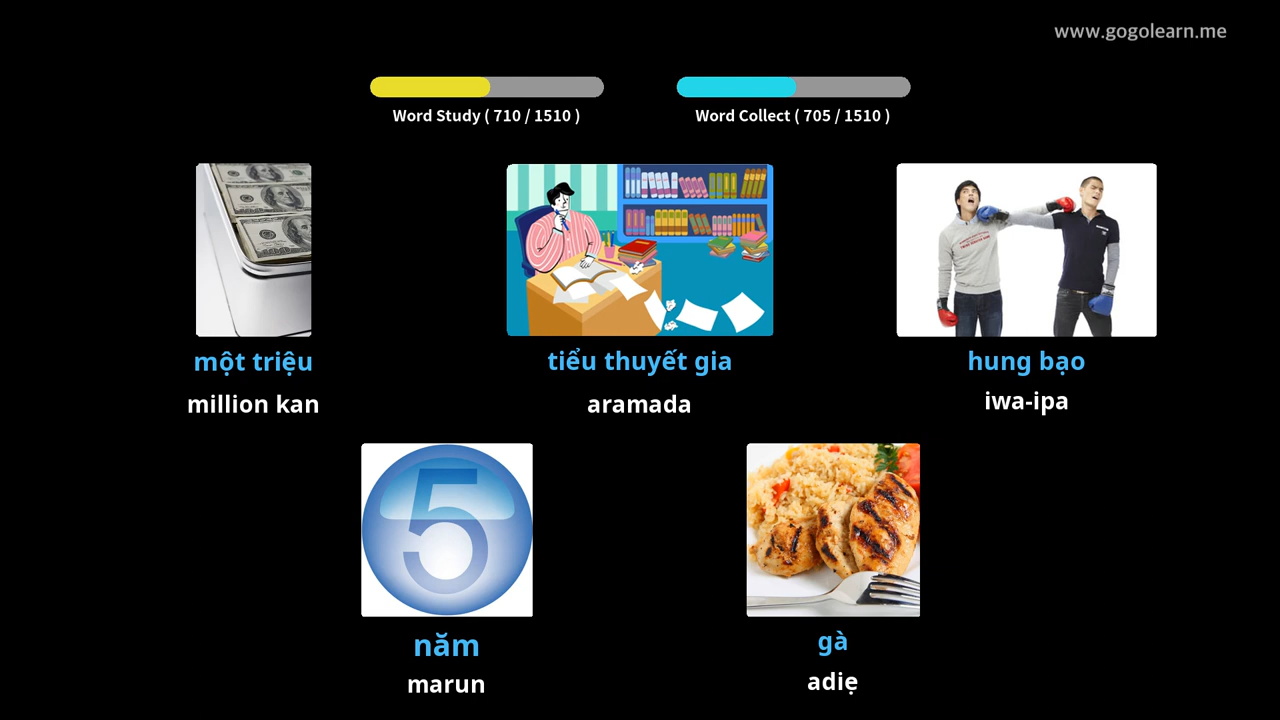 www.gogolearn.me
Word Study ( 710 / 1510 )
Word Collect ( 705 / 1510 )
một triệu
million kan
tiểu thuyết gia
aramada
hung bạo
iwa-ipa
5
năm
marun
gà
adiẹ